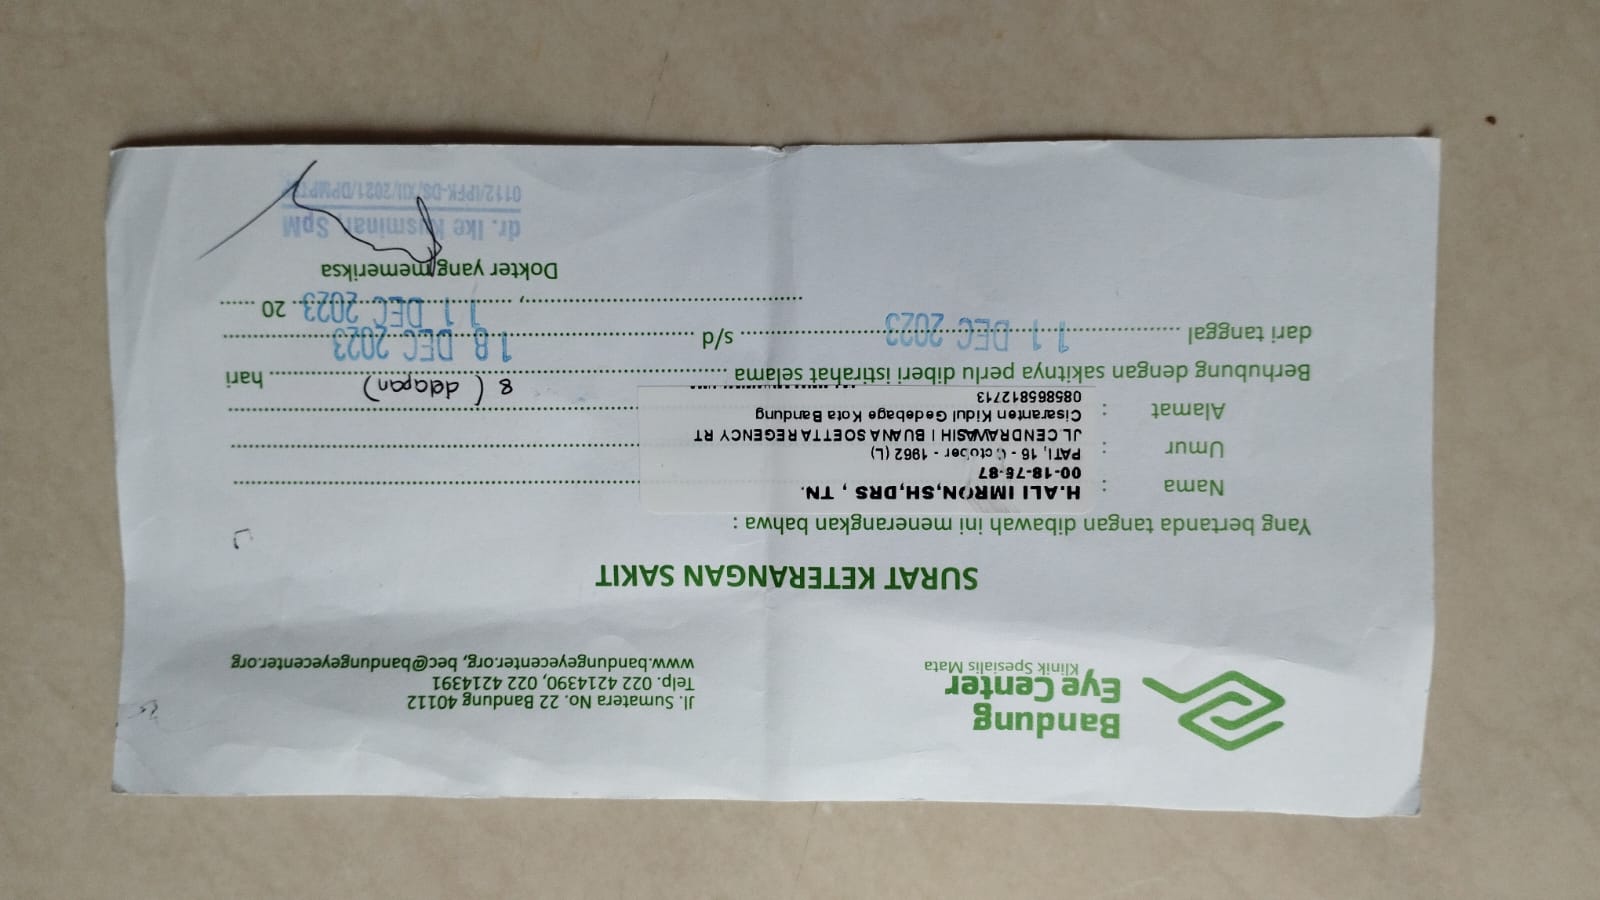 Bandung
Eye Center
Klinik Spesialis Mata
Jl. Sumatera No. 22 Bandung 40112
Telp. 022 4214390, 022 4214391
www.bandungeyecenter.org, bec@bandungeyecenter.org
SURAT KETERANGAN SAKIT
Yang bertanda tangan dibawah ini menerangkan bahwa :
Nama : H.ALI IMRON,SH,DRS , TN.
00-18-75-87
Umur : PATI, 16 - October - 1962 (L)
Alamat : JL.CENDRAWASIH I BUANA SOETTA REGENCY RT
Cisaranten Kidul Gedebage Kota Bandung
085865812713
Berhubung dengan sakitnya perlu diberi istirahat selama 8 ( delapan) hari
dari tanggal 11 DEC 2023 s/d 18 DEC 2023
, 11 DEC 2023 20
Dokter yang memeriksa
dr. Ike Kusminar, SpM
0112/IPFK-DS/XII/2021/DPMPT